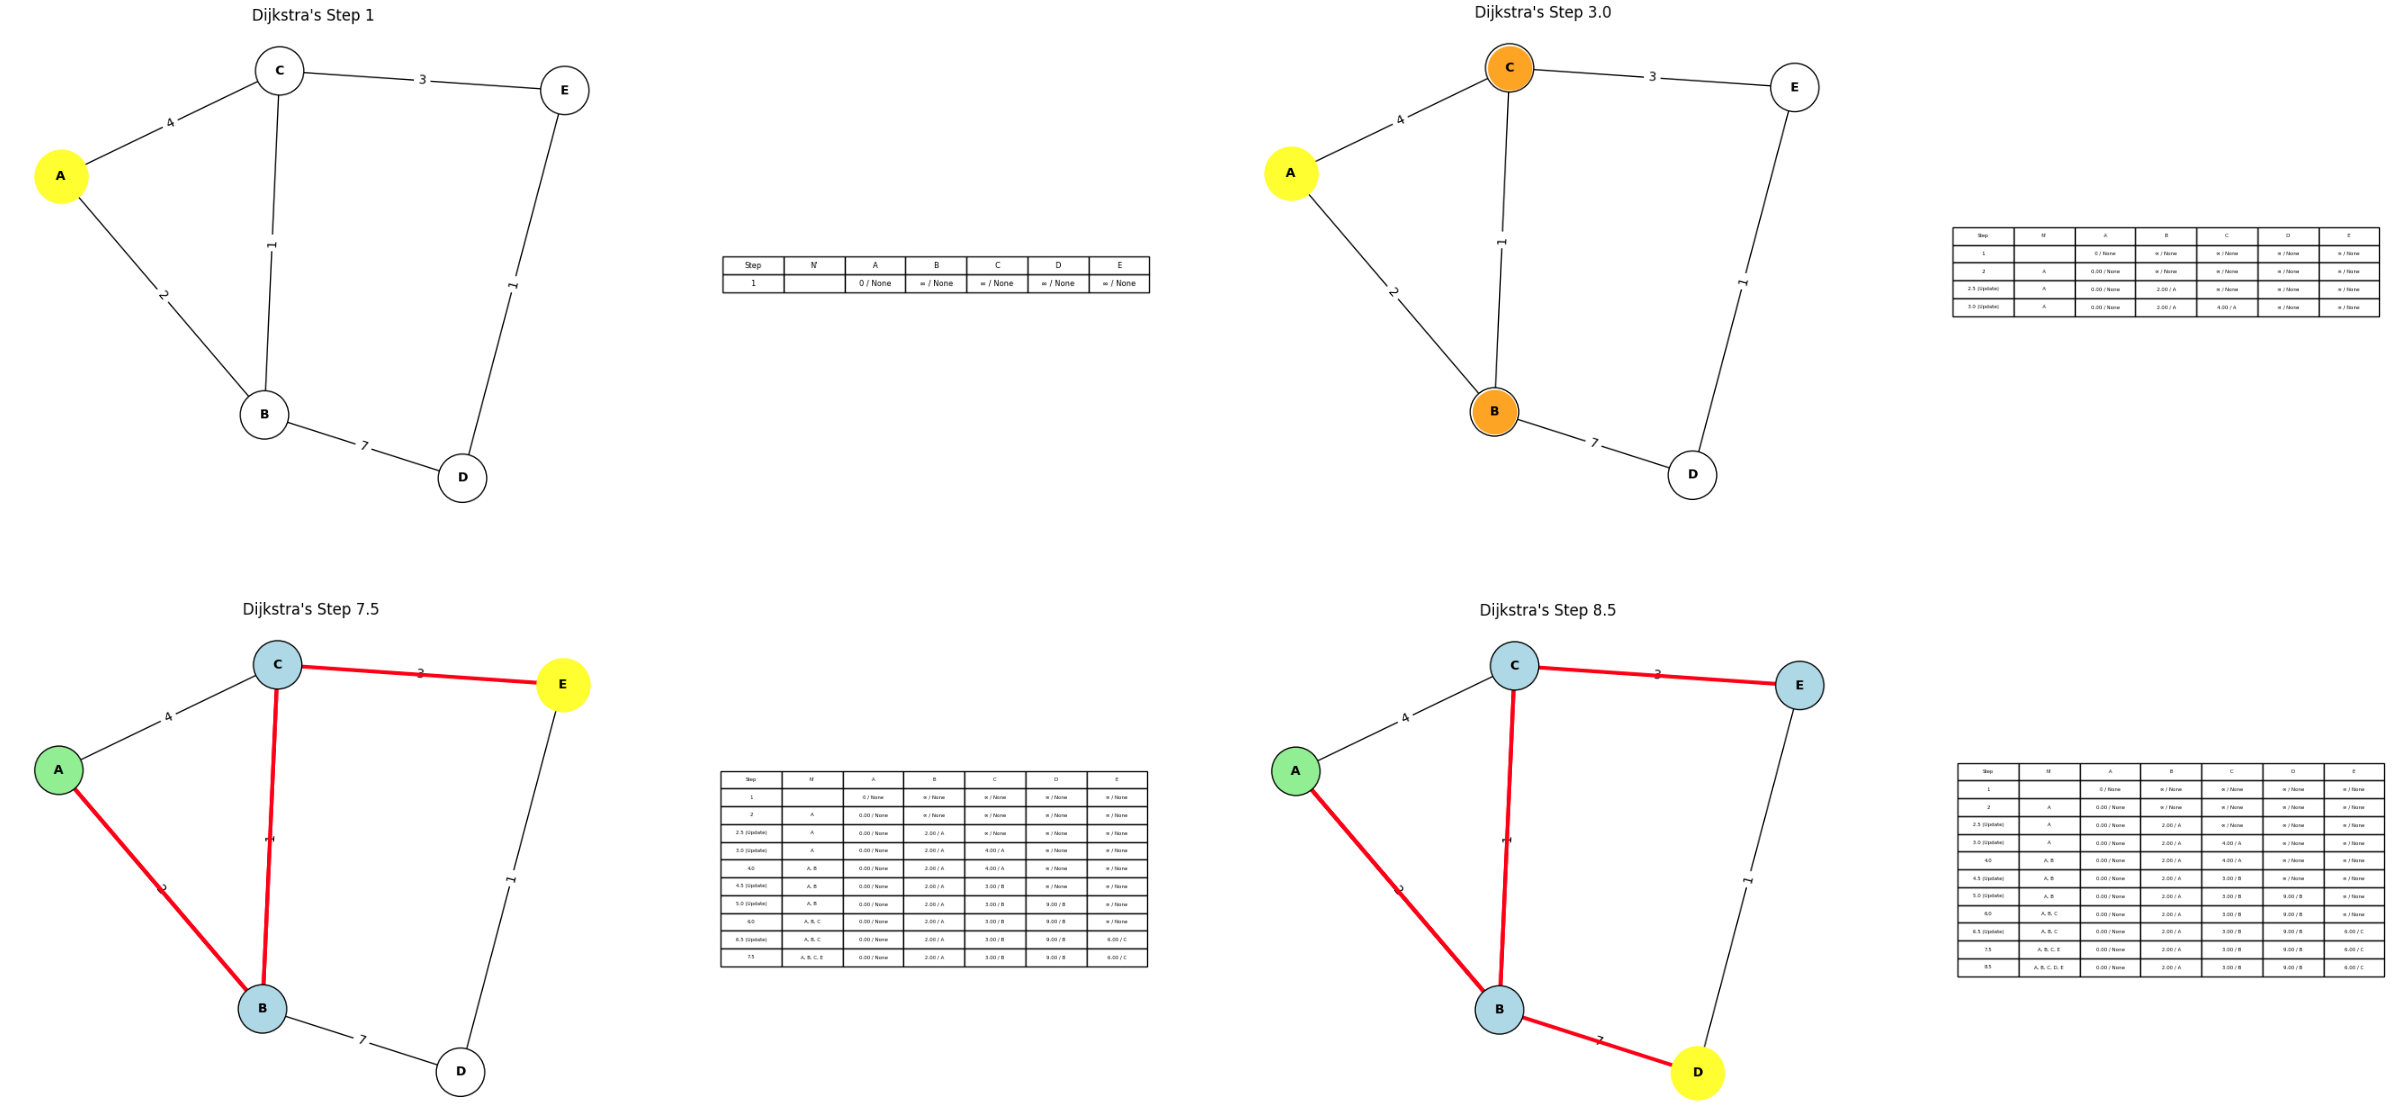 Dijkstra's Step 1
C
3
E
4
A
1
1
2
B
7
D
Step N' A B C D E
1 0 / None ∞ / None ∞ / None ∞ / None ∞ / None
Dijkstra's Step 3.0
C
3
E
4
A
1
1
2
B
7
D
Step N' A B C D E
1 0 / None ∞ / None ∞ / None ∞ / None ∞ / None
2 A 0.00 / None ∞ / None ∞ / None ∞ / None ∞ / None
2.5 (Update) A 0.00 / None 2.00 / A ∞ / None ∞ / None ∞ / None
3.0 (Update) A 0.00 / None 2.00 / A 4.00 / A ∞ / None ∞ / None
Dijkstra's Step 7.5
C
3
E
4
A
1
1
2
B
7
D
Step N' A B C D E
1 0 / None ∞ / None ∞ / None ∞ / None ∞ / None
2 A 0.00 / None ∞ / None ∞ / None ∞ / None ∞ / None
2.5 (Update) A 0.00 / None 2.00 / A ∞ / None ∞ / None ∞ / None
3.0 (Update) A 0.00 / None 2.00 / A 4.00 / A ∞ / None ∞ / None
4.0 A, B 0.00 / None 2.00 / A 4.00 / A ∞ / None ∞ / None
4.5 (Update) A, B 0.00 / None 2.00 / A 3.00 / B ∞ / None ∞ / None
5.0 (Update) A, B 0.00 / None 2.00 / A 3.00 / B 9.00 / B ∞ / None
6.0 A, B, C 0.00 / None 2.00 / A 3.00 / B 9.00 / B ∞ / None
6.5 (Update) A, B, C 0.00 / None 2.00 / A 3.00 / B 9.00 / B 6.00 / C
7.5 A, B, C, E 0.00 / None 2.00 / A 3.00 / B 9.00 / B 6.00 / C
Dijkstra's Step 8.5
C
3
E
4
A
1
1
2
B
7
D
Step N' A B C D E
1 0 / None ∞ / None ∞ / None ∞ / None ∞ / None
2 A 0.00 / None ∞ / None ∞ / None ∞ / None ∞ / None
2.5 (Update) A 0.00 / None 2.00 / A ∞ / None ∞ / None ∞ / None
3.0 (Update) A 0.00 / None 2.00 / A 4.00 / A ∞ / None ∞ / None
4.0 A, B 0.00 / None 2.00 / A 4.00 / A ∞ / None ∞ / None
4.5 (Update) A, B 0.00 / None 2.00 / A 3.00 / B ∞ / None ∞ / None
5.0 (Update) A, B 0.00 / None 2.00 / A 3.00 / B 9.00 / B ∞ / None
6.0 A, B, C 0.00 / None 2.00 / A 3.00 / B 9.00 / B ∞ / None
6.5 (Update) A, B, C 0.00 / None 2.00 / A 3.00 / B 9.00 / B 6.00 / C
7.5 A, B, C, E 0.00 / None 2.00 / A 3.00 / B 9.00 / B 6.00 / C
8.5 A, B, C, D, E 0.00 / None 2.00 / A 3.00 / B 9.00 / B 6.00 / C